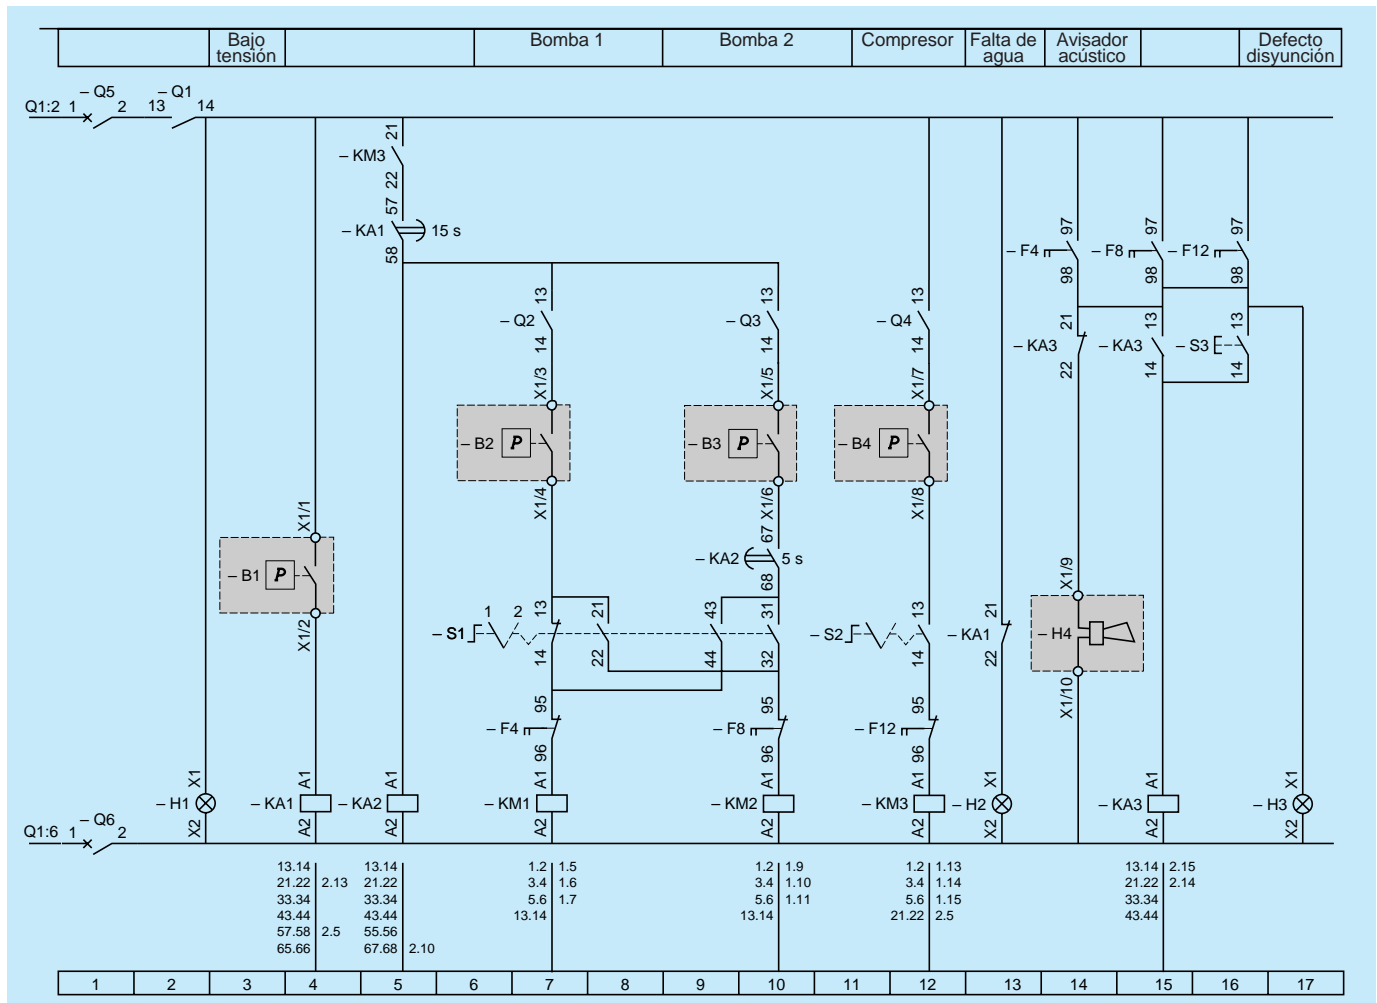 Bajo tensión
Bomba 1
Bomba 2
Compresor
Falta de agua
Avisador acústico
Defecto disyunción
Q1:2 1 – Q5 2 13 – Q1 14
21
– KM3
22
57
– KA1 15 s
58
97 97 97
– F4 – F8 – F12
98 98 98
13 13 13
– Q2 – Q3 – Q4
14 14 14
21 13 13
– KA3 – KA3 – S3
22 14 14
X1/3 X1/5 X1/7
– B2 P – B3 P – B4 P
X1/4 X1/6 X1/8
X1/1
– B1 P
X1/2
67
– KA2 5 s
68
X1/9
– H4
X1/10
1 2 13 21 43 31 13 21
– S1 – S2 – KA1
14 22 44 32 14 22
95 95 95
– F4 – F8 – F12
96 96 96
X1 A1 A1 A1 A1 A1 X1 A1 X1
– H1 – KA1 – KA2 – KM1 – KM2 – KM3 – H2 – KA3 – H3
X2 A2 A2 A2 A2 A2 X2 A2 X2
Q1:6 1 – Q6 2
13.14 13.14 1.2 1.5 1.2 1.9 1.2 1.13 13.14 2.15
21.22 2.13 21.22 3.4 1.6 3.4 1.10 3.4 1.14 21.22 2.14
33.34 33.34 5.6 1.7 5.6 1.11 5.6 1.15 33.34
43.44 43.44 13.14 13.14 21.22 2.5 43.44
57.58 2.5 55.56
65.66 67.68 2.10
1 2 3 4 5 6 7 8 9 10 11 12 13 14 15 16 17